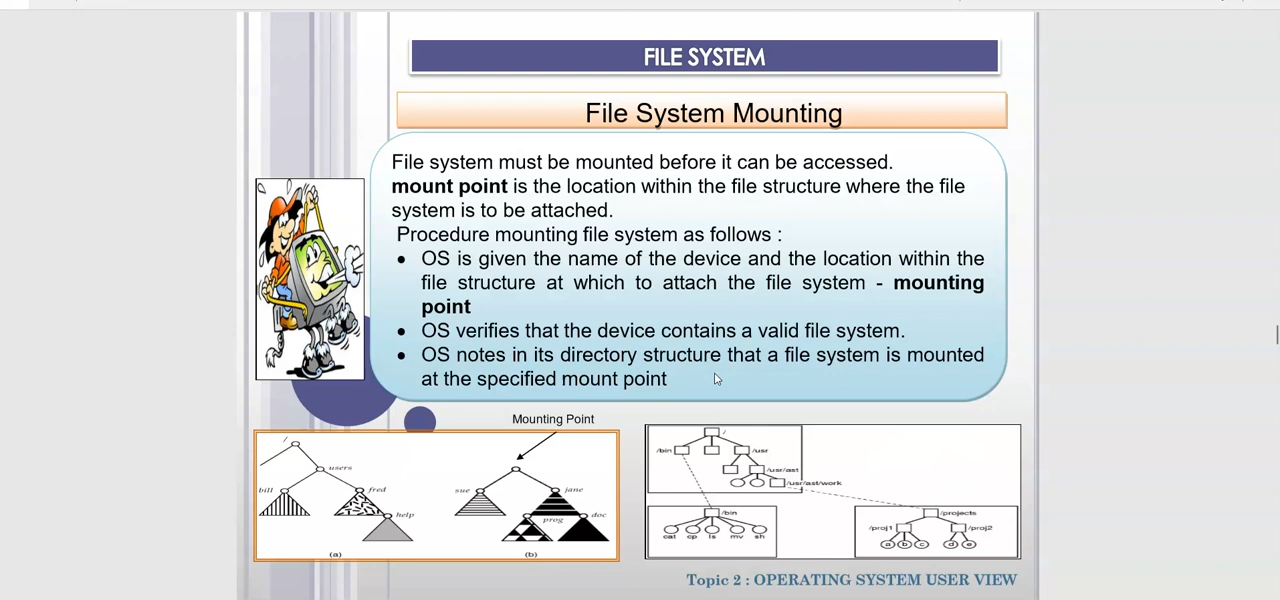 FILE SYSTEM
File System Mounting
File system must be mounted before it can be accessed.
mount point is the location within the file structure where the file
system is to be attached.
Procedure mounting file system as follows :
• OS is given the name of the device and the location within the
file structure at which to attach the file system - mounting
point
• OS verifies that the device contains a valid file system.
• OS notes in its directory structure that a file system is mounted
at the specified mount point
Mounting Point
/
users
bill
fred
help
(a)
sue
jane
prog
doc
(b)
/
/bin
/usr
/usr/ast
/usr/ast/work
/bin
cat cp ls mv sh
/projects
/proj1
/proj2
a b c d e
Topic 2 : OPERATING SYSTEM USER VIEW